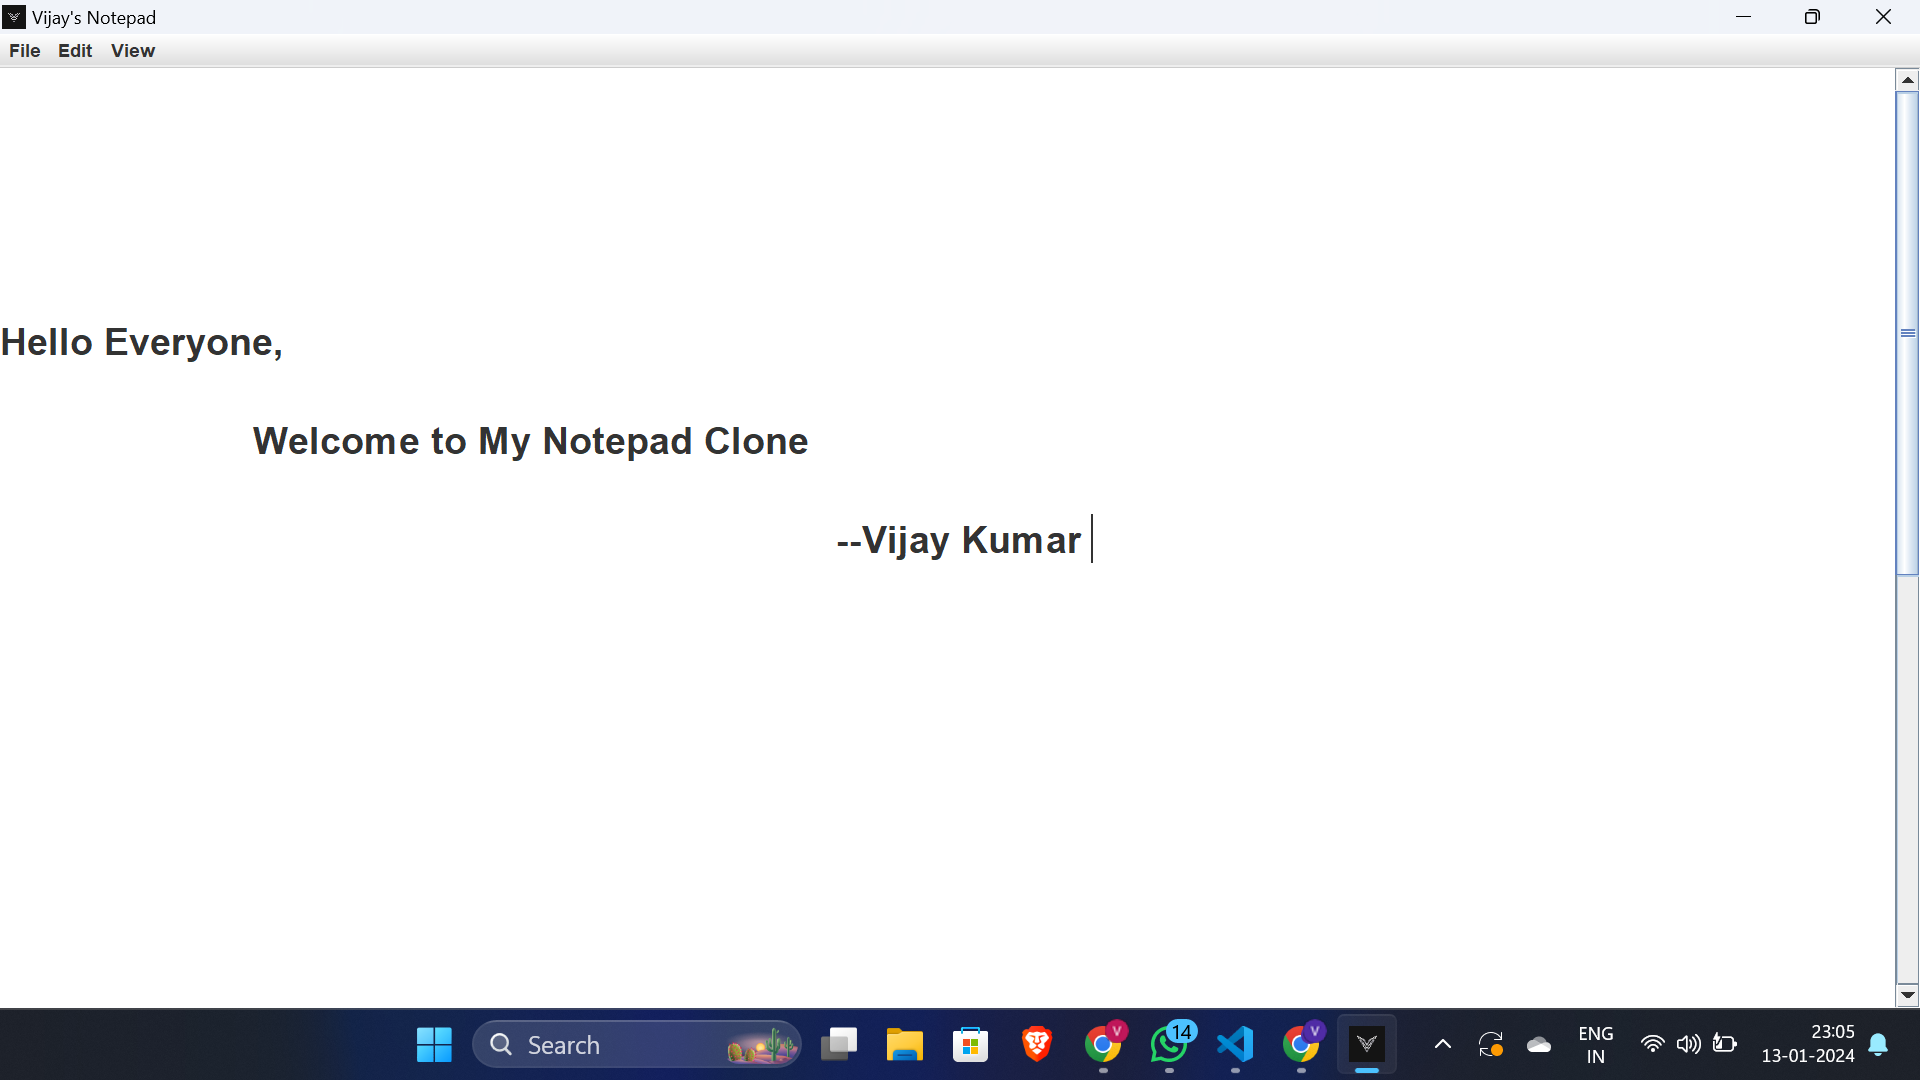 Vijay's Notepad
File Edit View
Hello Everyone,
Welcome to My Notepad Clone
--Vijay Kumar
Search
V
14
V
ENG
IN
23:05
13-01-2024